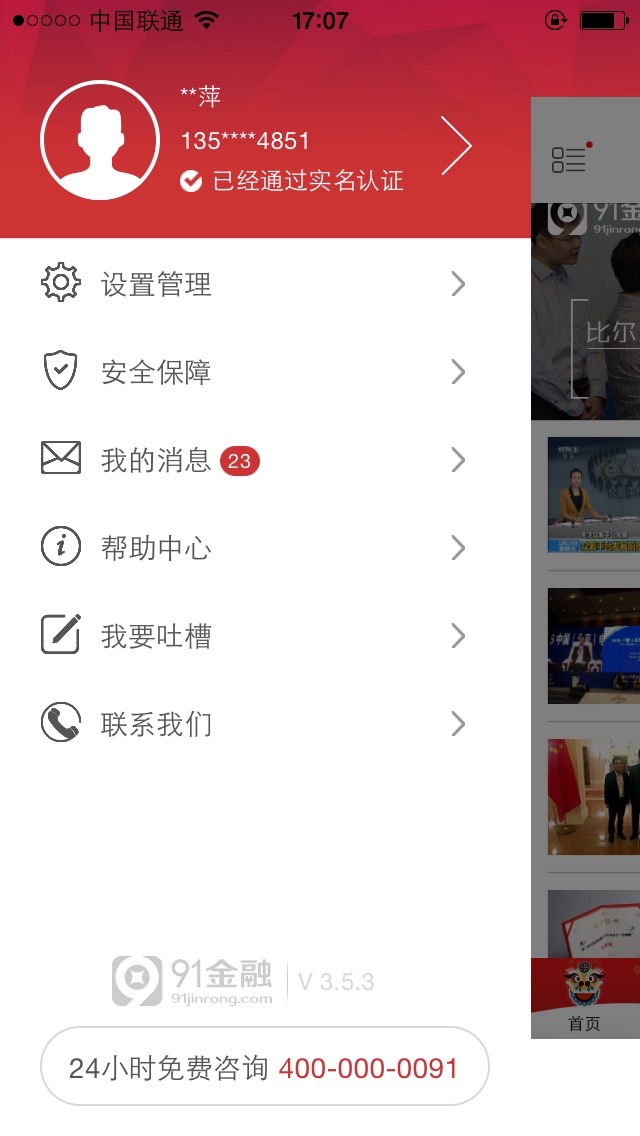 中国联通
17:07
**萍
135****4851
已经通过实名认证
设置管理
安全保障
我的消息 23
帮助中心
我要吐槽
联系我们
91金融
91jinrong.com
V 3.5.3
24小时免费咨询 400-000-0091
91金
91jinron
比尔
首页